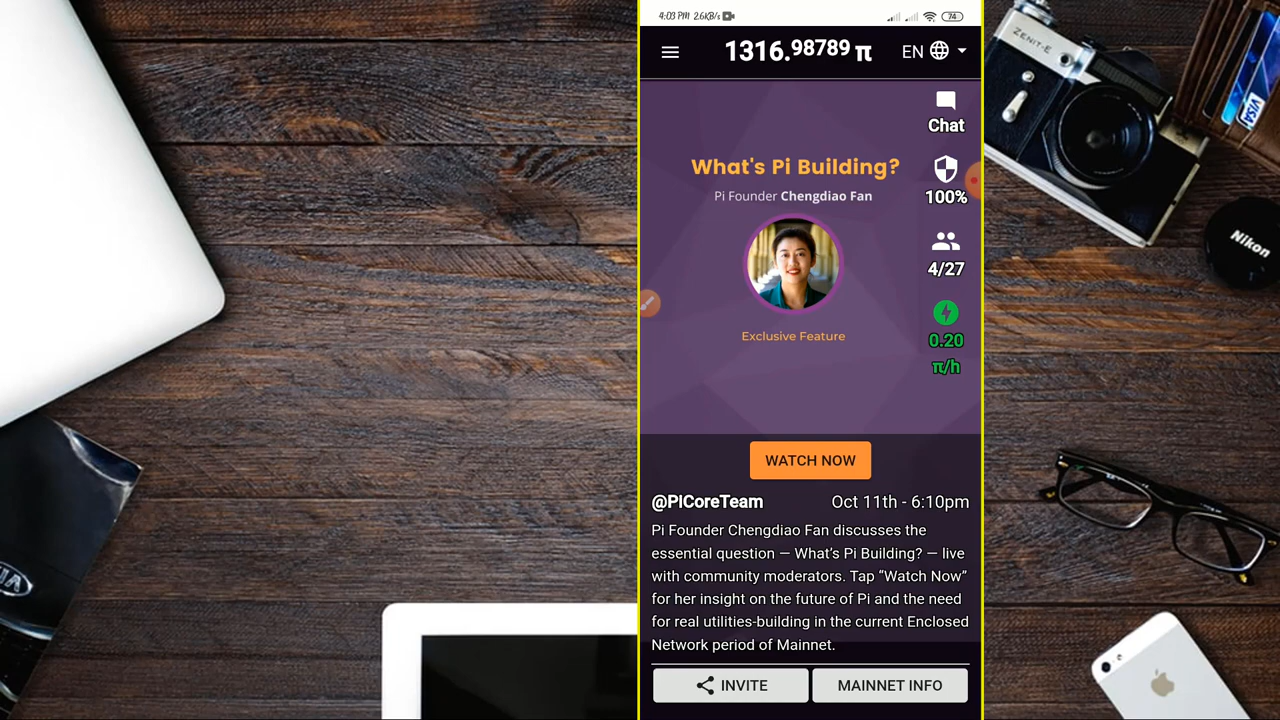 4:03 PM 2.6KB/s
74
1316.98789 π
EN
Chat
What's Pi Building?
100%
Pi Founder Chengdiao Fan
4/27
Exclusive Feature
0.20
π/h
WATCH NOW
@PiCoreTeam
Oct 11th - 6:10pm
Pi Founder Chengdiao Fan discusses the
essential question — What's Pi Building? — live
with community moderators. Tap “Watch Now”
for her insight on the future of Pi and the need
for real utilities-building in the current Enclosed
Network period of Mainnet.
INVITE
MAINNET INFO
ZENIT-E
VISA
Nikon